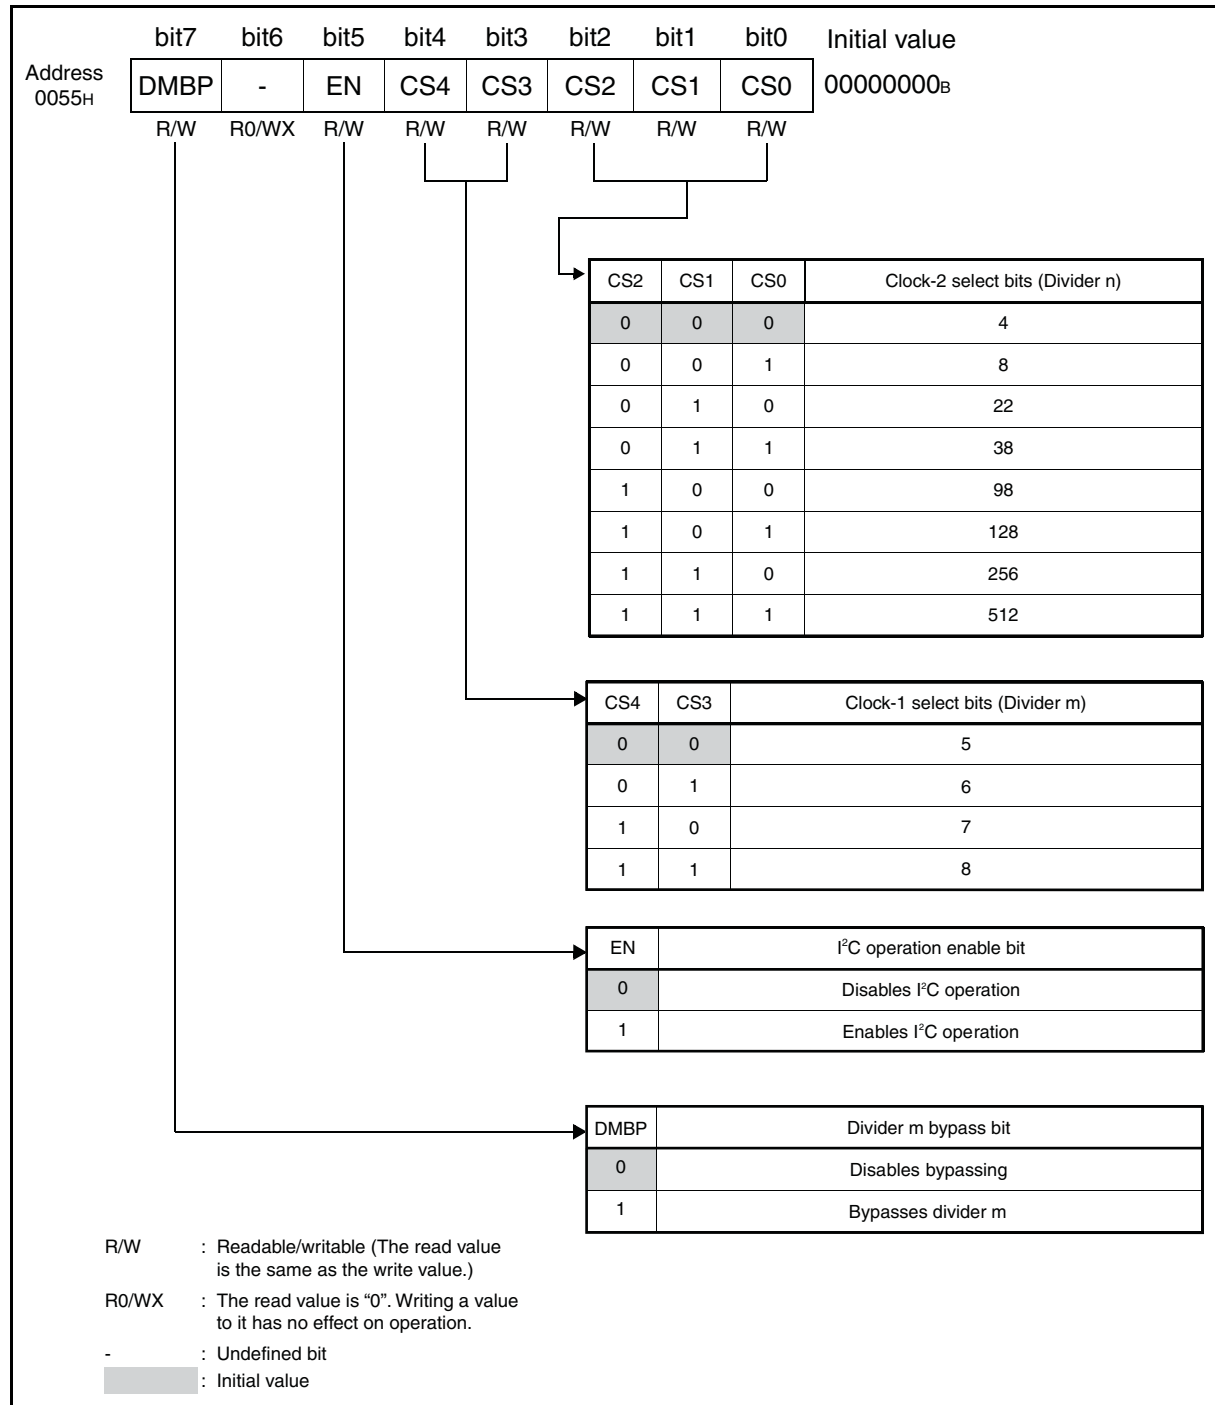 bit7 bit6 bit5 bit4 bit3 bit2 bit1 bit0 Initial value
Address
0055H
DMBP - EN CS4 CS3 CS2 CS1 CS0 00000000B
R/W R0/WX R/W R/W R/W R/W R/W R/W
CS2 CS1 CS0 Clock-2 select bits (Divider n)
0 0 0 4
0 0 1 8
0 1 0 22
0 1 1 38
1 0 0 98
1 0 1 128
1 1 0 256
1 1 1 512
CS4 CS3 Clock-1 select bits (Divider m)
0 0 5
0 1 6
1 0 7
1 1 8
EN I²C operation enable bit
0 Disables I²C operation
1 Enables I²C operation
DMBP Divider m bypass bit
0 Disables bypassing
1 Bypasses divider m
R/W : Readable/writable (The read value
is the same as the write value.)
R0/WX : The read value is “0”. Writing a value
to it has no effect on operation.
- : Undefined bit
: Initial value